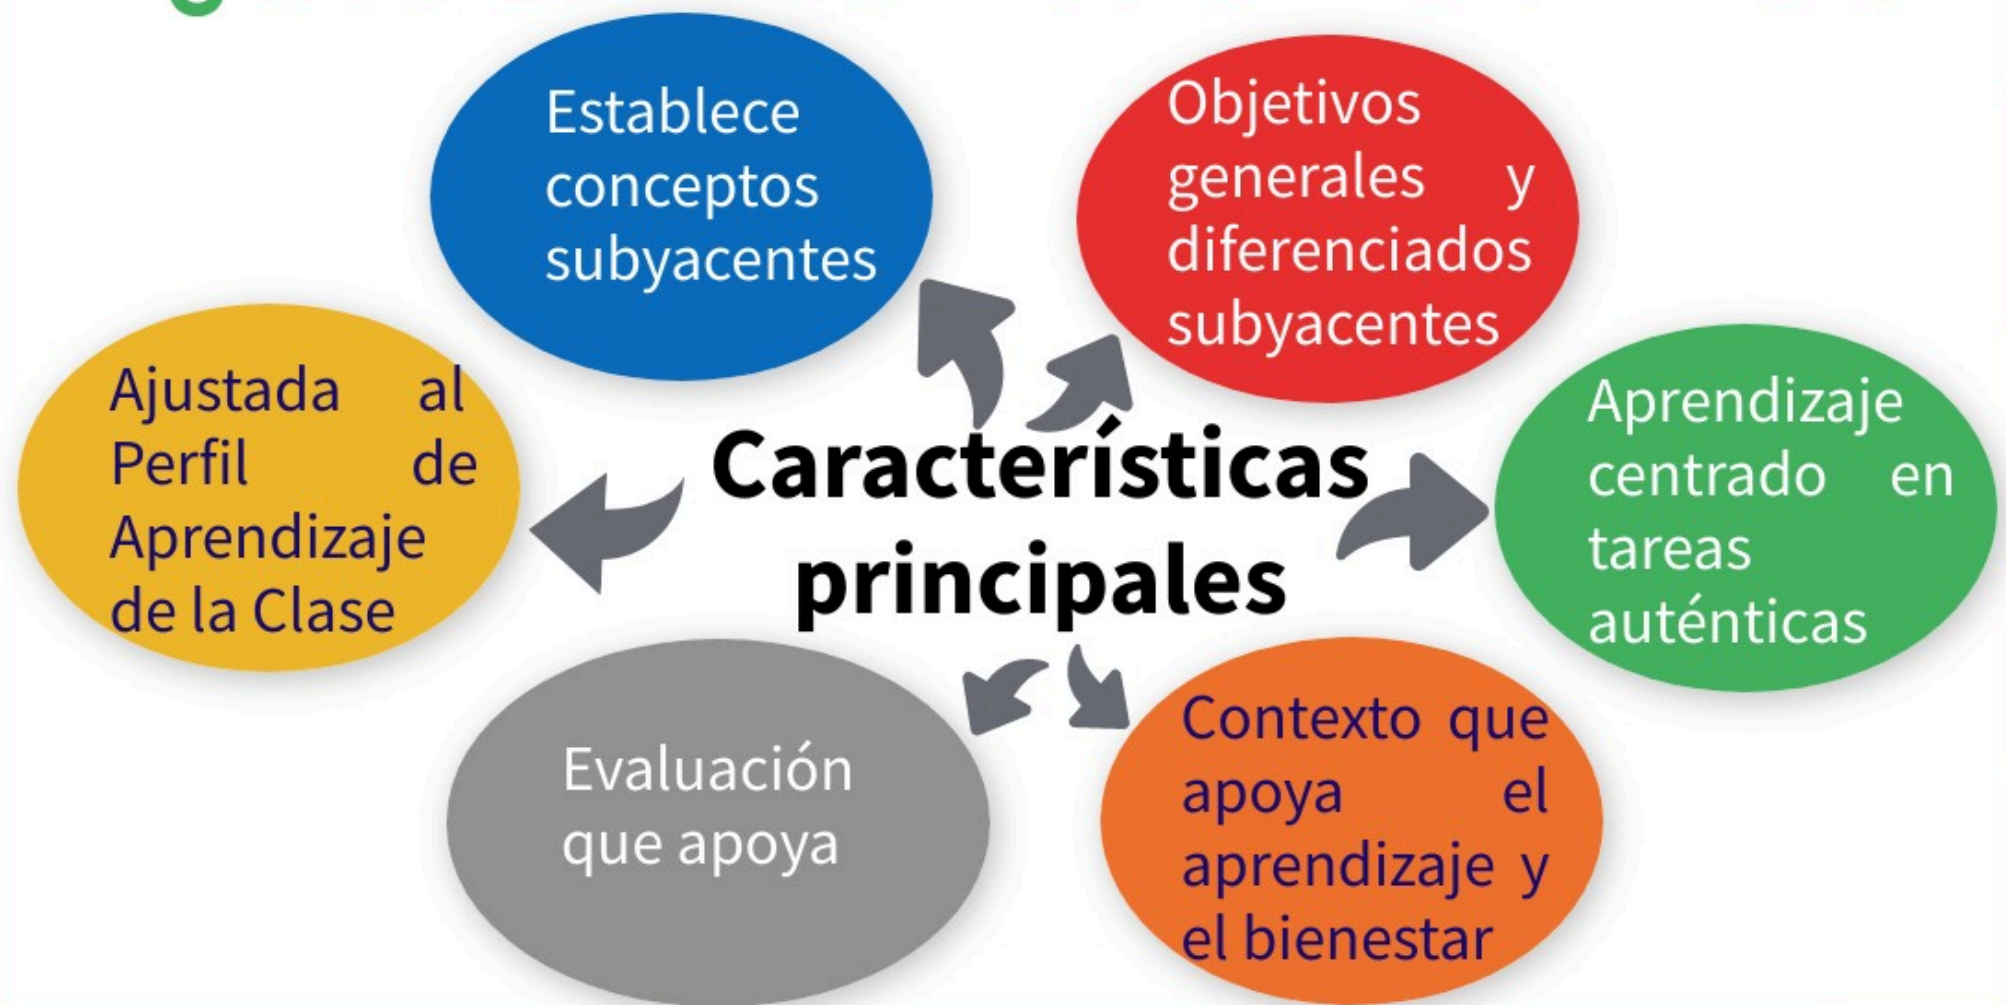 Establece
conceptos
subyacentes
Objetivos
generales y
diferenciados
subyacentes
Ajustada al
Perfil de
Aprendizaje
de la Clase
Características
principales
Aprendizaje
centrado en
tareas
auténticas
Evaluación
que apoya
Contexto que
apoya el
aprendizaje y
el bienestar